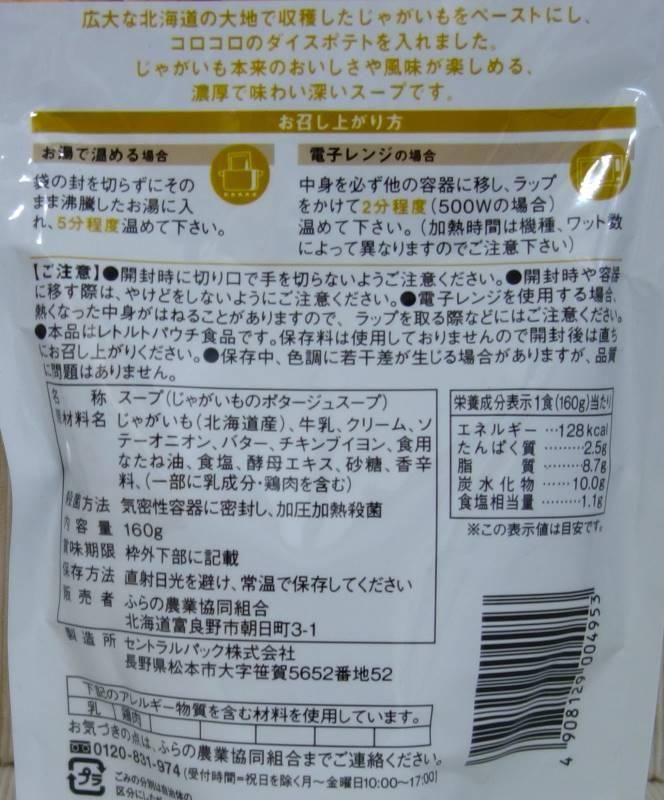 広大な北海道の大地で収穫したじゃがいもをペーストにし、
コロコロのダイスポテトを入れました。
じゃがいも本来のおいしさや風味が楽しめる、
濃厚で味わい深いスープです。
お召し上がり方
お湯で温める場合
袋の封を切らずにその
まま沸騰したお湯に入
れ、5分程度温めて下さい。
電子レンジの場合
中身を必ず他の容器に移し、ラップ
をかけて2分程度(500Wの場合)
温めて下さい。(加熱時間は機種、ワット数
によって異なりますのでご注意下さい)
【ご注意】●開封時に切り口で手を切らないようご注意ください。●開封時や容器
に移す際は、やけどをしないようにご注意ください。●電子レンジを使用する場合、
熱くなった中身がはねることがありますので、ラップを取る際などにはご注意ください。
●本品はレトルトパウチ食品です。保存料は使用しておりませんので開封後は直ち
にお召し上がりください。●保存中、色調に若干差が生じる場合がありますが、品質
に問題はありません。
名称 スープ(じゃがいものポタージュスープ)
原材料名 じゃがいも(北海道産)、牛乳、クリーム、ソ
テーオニオン、バター、チキンブイヨン、食用
なたね油、食塩、酵母エキス、砂糖、香辛
料、(一部に乳成分・鶏肉を含む)
殺菌方法 気密性容器に密封し、加圧加熱殺菌
内容量 160g
賞味期限 枠外下部に記載
保存方法 直射日光を避け、常温で保存してください
販売者 ふらの農業協同組合
北海道富良野市朝日町3-1
製造所 セントラルパック株式会社
長野県松本市大字笹賀5652番地52
栄養成分表示1食(160g)当たり
エネルギー …128kcal
たんぱく質 ……2.5g
脂質 ……8.7g
炭水化物 ……10.0g
食塩相当量 ………1.1g
※この表示値は目安です。
下記のアレルギー物質を含む材料を使用しています。
乳 鶏肉
お気づきの点は、ふらの農業協同組合までご連絡ください。
0120-831-974(受付時間=祝日を除く月〜金曜日10:00〜17:00)
プラ
ごみの分別は自治体の
4908129004953